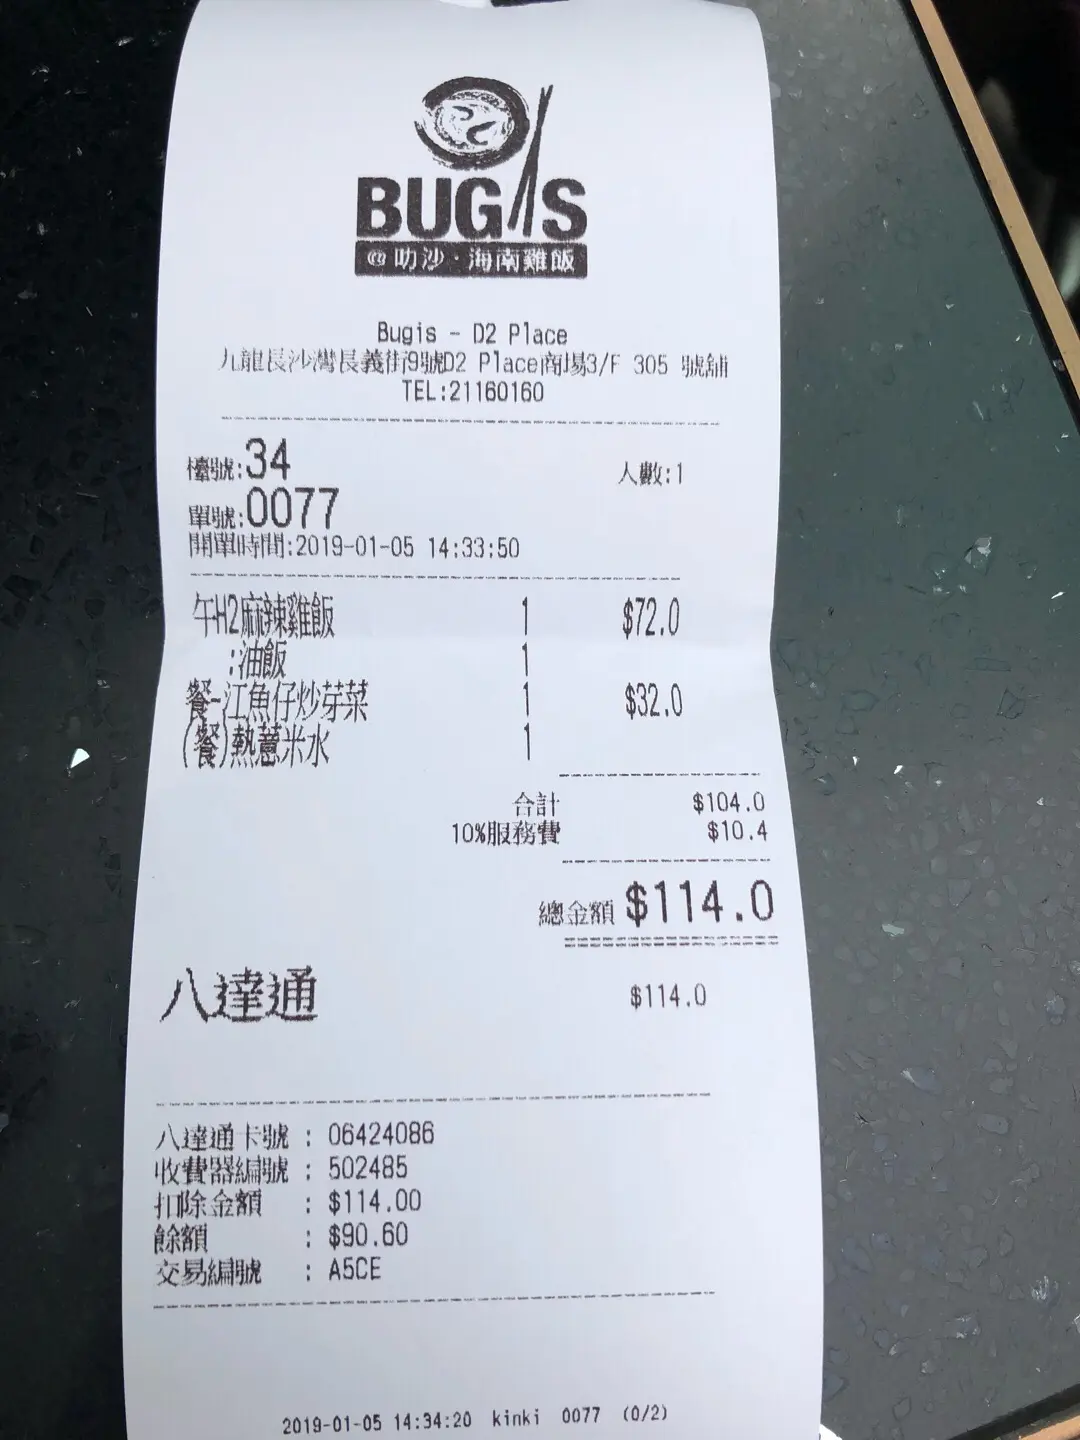 BUGIS
@ 叻沙·海南雞飯
Bugis - D2 Place
九龍長沙灣長義街9號D2 Place商場3/F 305 號舖
TEL:21160160
檯號:34 人數:1
單號:0077
開單時間:2019-01-05 14:33:50
午H2麻辣雞飯 1 $72.0
:油飯 1
餐-江魚仔炒芽菜 1 $32.0
(餐)熱薏米水 1
合計 $104.0
10%服務費 $10.4
總金額 $114.0
八達通 $114.0
八達通卡號 : 06424086
收費器編號 : 502485
扣除金額 : $114.00
餘額 : $90.60
交易編號 : A5CE
2019-01-05 14:34:20 kinki 0077 (0/2)